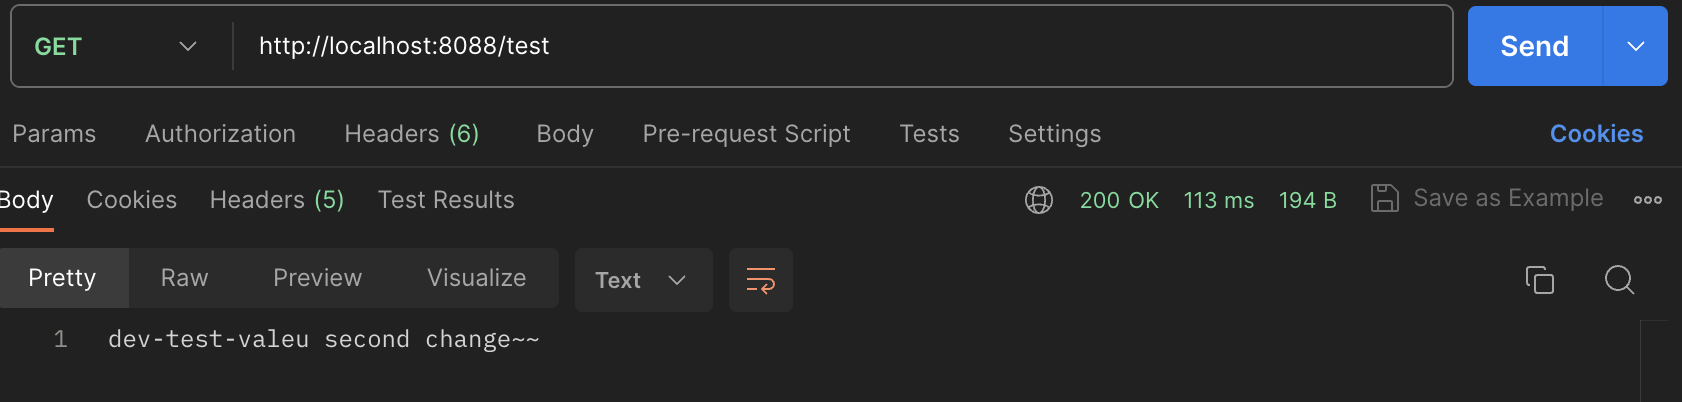 GET http://localhost:8088/test Send
Params Authorization Headers (6) Body Pre-request Script Tests Settings Cookies
Body Cookies Headers (5) Test Results 200 OK 113 ms 194 B Save as Example
Pretty Raw Preview Visualize Text
1 dev-test-valeu second change~~